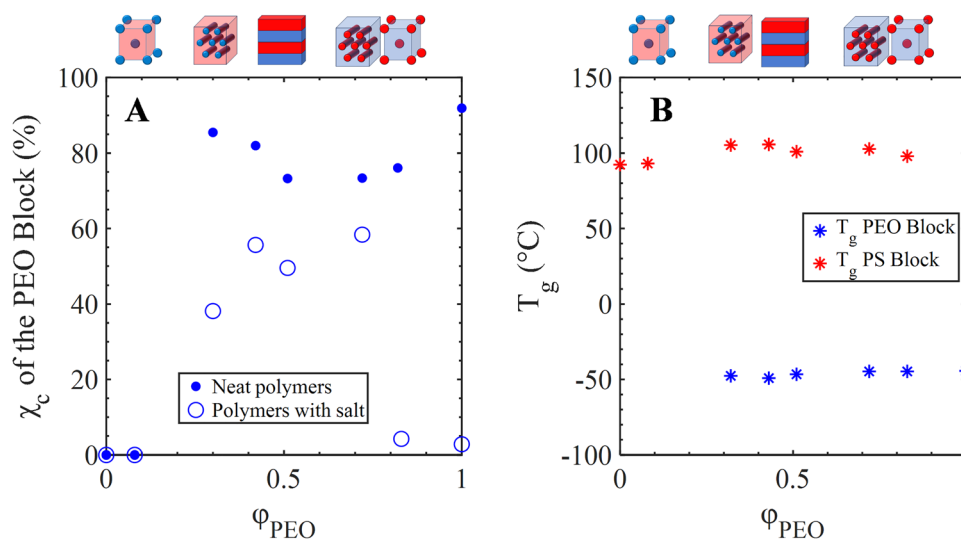 A
100
80
60
40
20
0
χc of the PEO Block (%)
Neat polymers
Polymers with salt
0
0.5
1
φPEO
B
150
100
50
0
-50
-100
Tg (°C)
Tg PEO Block
Tg PS Block
0
0.5
φPEO